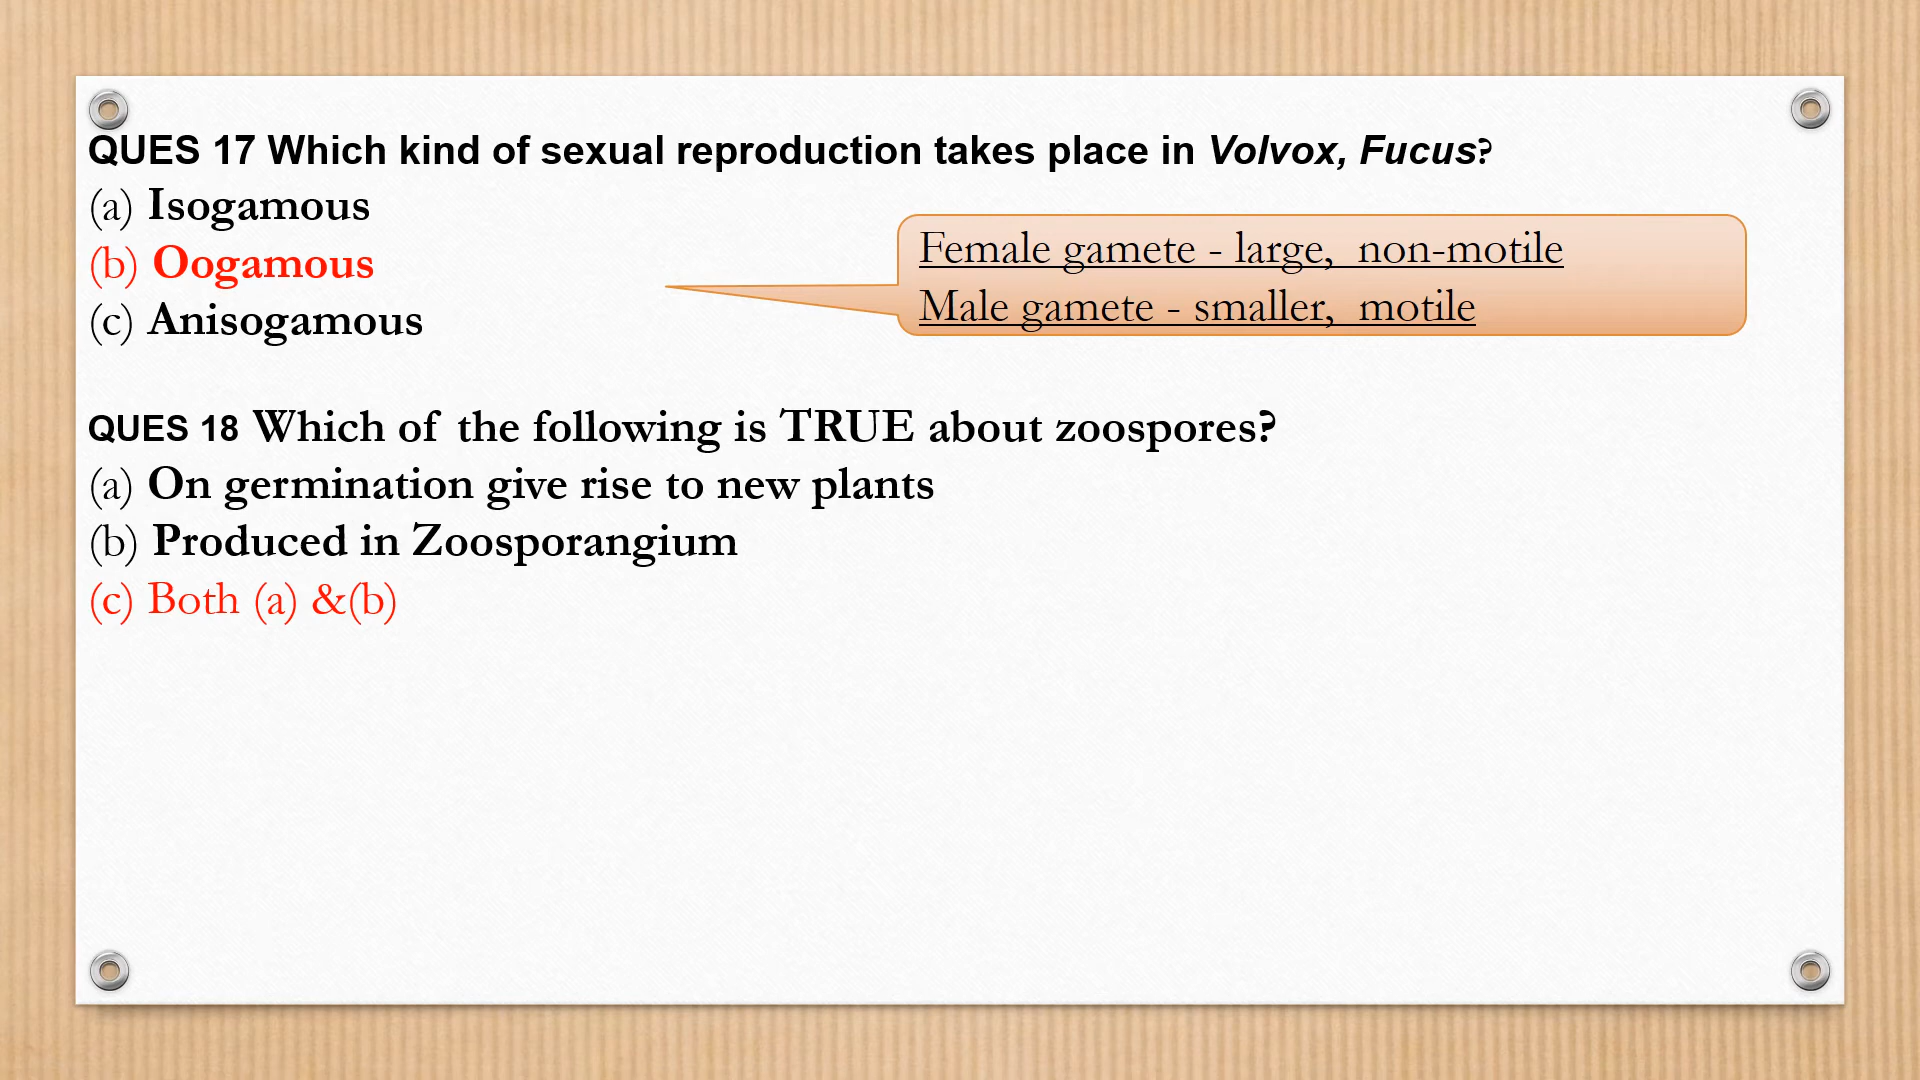 QUES 17 Which kind of sexual reproduction takes place in Volvox, Fucus?
(a) Isogamous
(b) Oogamous
(c) Anisogamous
Female gamete - large, non-motile
Male gamete - smaller, motile
QUES 18 Which of the following is TRUE about zoospores?
(a) On germination give rise to new plants
(b) Produced in Zoosporangium
(c) Both (a) &(b)